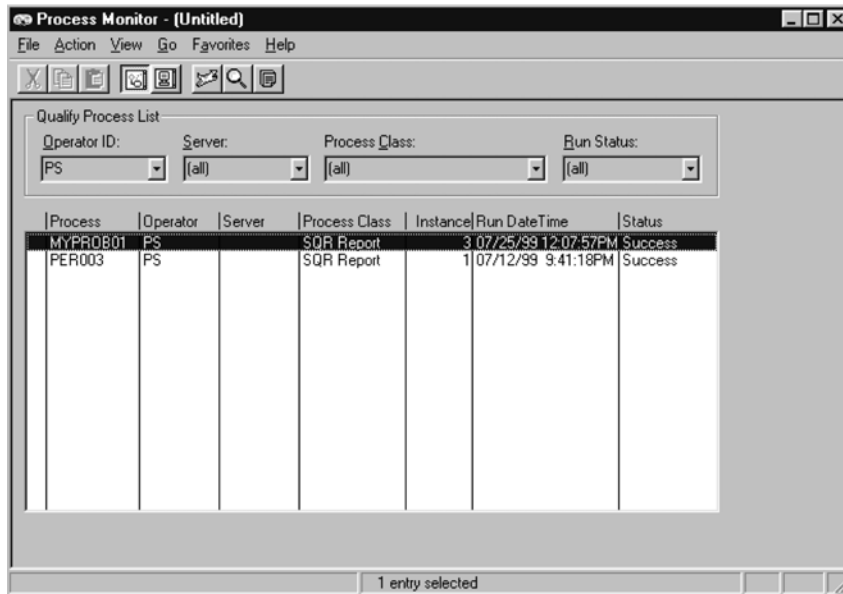 Process Monitor - (Untitled)
File Action View Go Favorites Help
Qualify Process List
Operator ID: Server: Process Class: Run Status:
PS (all) (all) (all)
Process Operator Server Process Class Instance Run DateTime Status
MYPROB01 PS SQR Report 3 07/25/99 12:07:57PM Success
PER003 PS SQR Report 1 07/12/99 9:41:18PM Success
1 entry selected